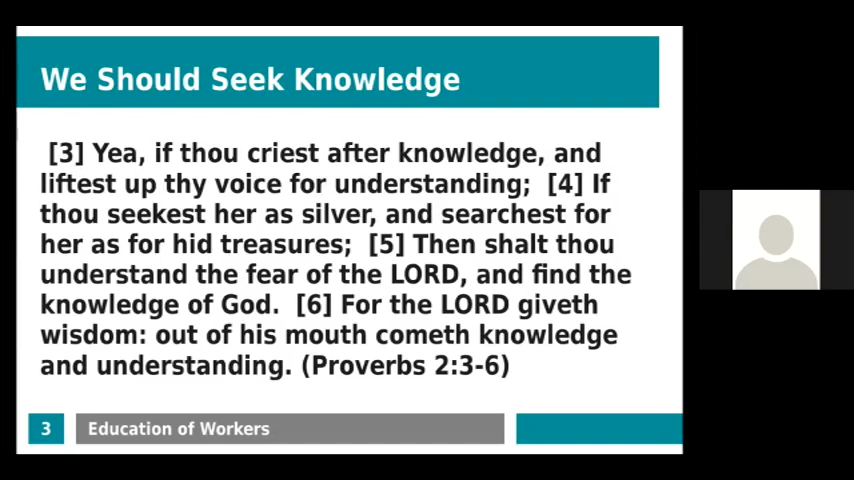 We Should Seek Knowledge
[3] Yea, if thou criest after knowledge, and
liftest up thy voice for understanding; [4] If
thou seekest her as silver, and searchest for
her as for hid treasures; [5] Then shalt thou
understand the fear of the LORD, and find the
knowledge of God. [6] For the LORD giveth
wisdom: out of his mouth cometh knowledge
and understanding. (Proverbs 2:3-6)
3 Education of Workers